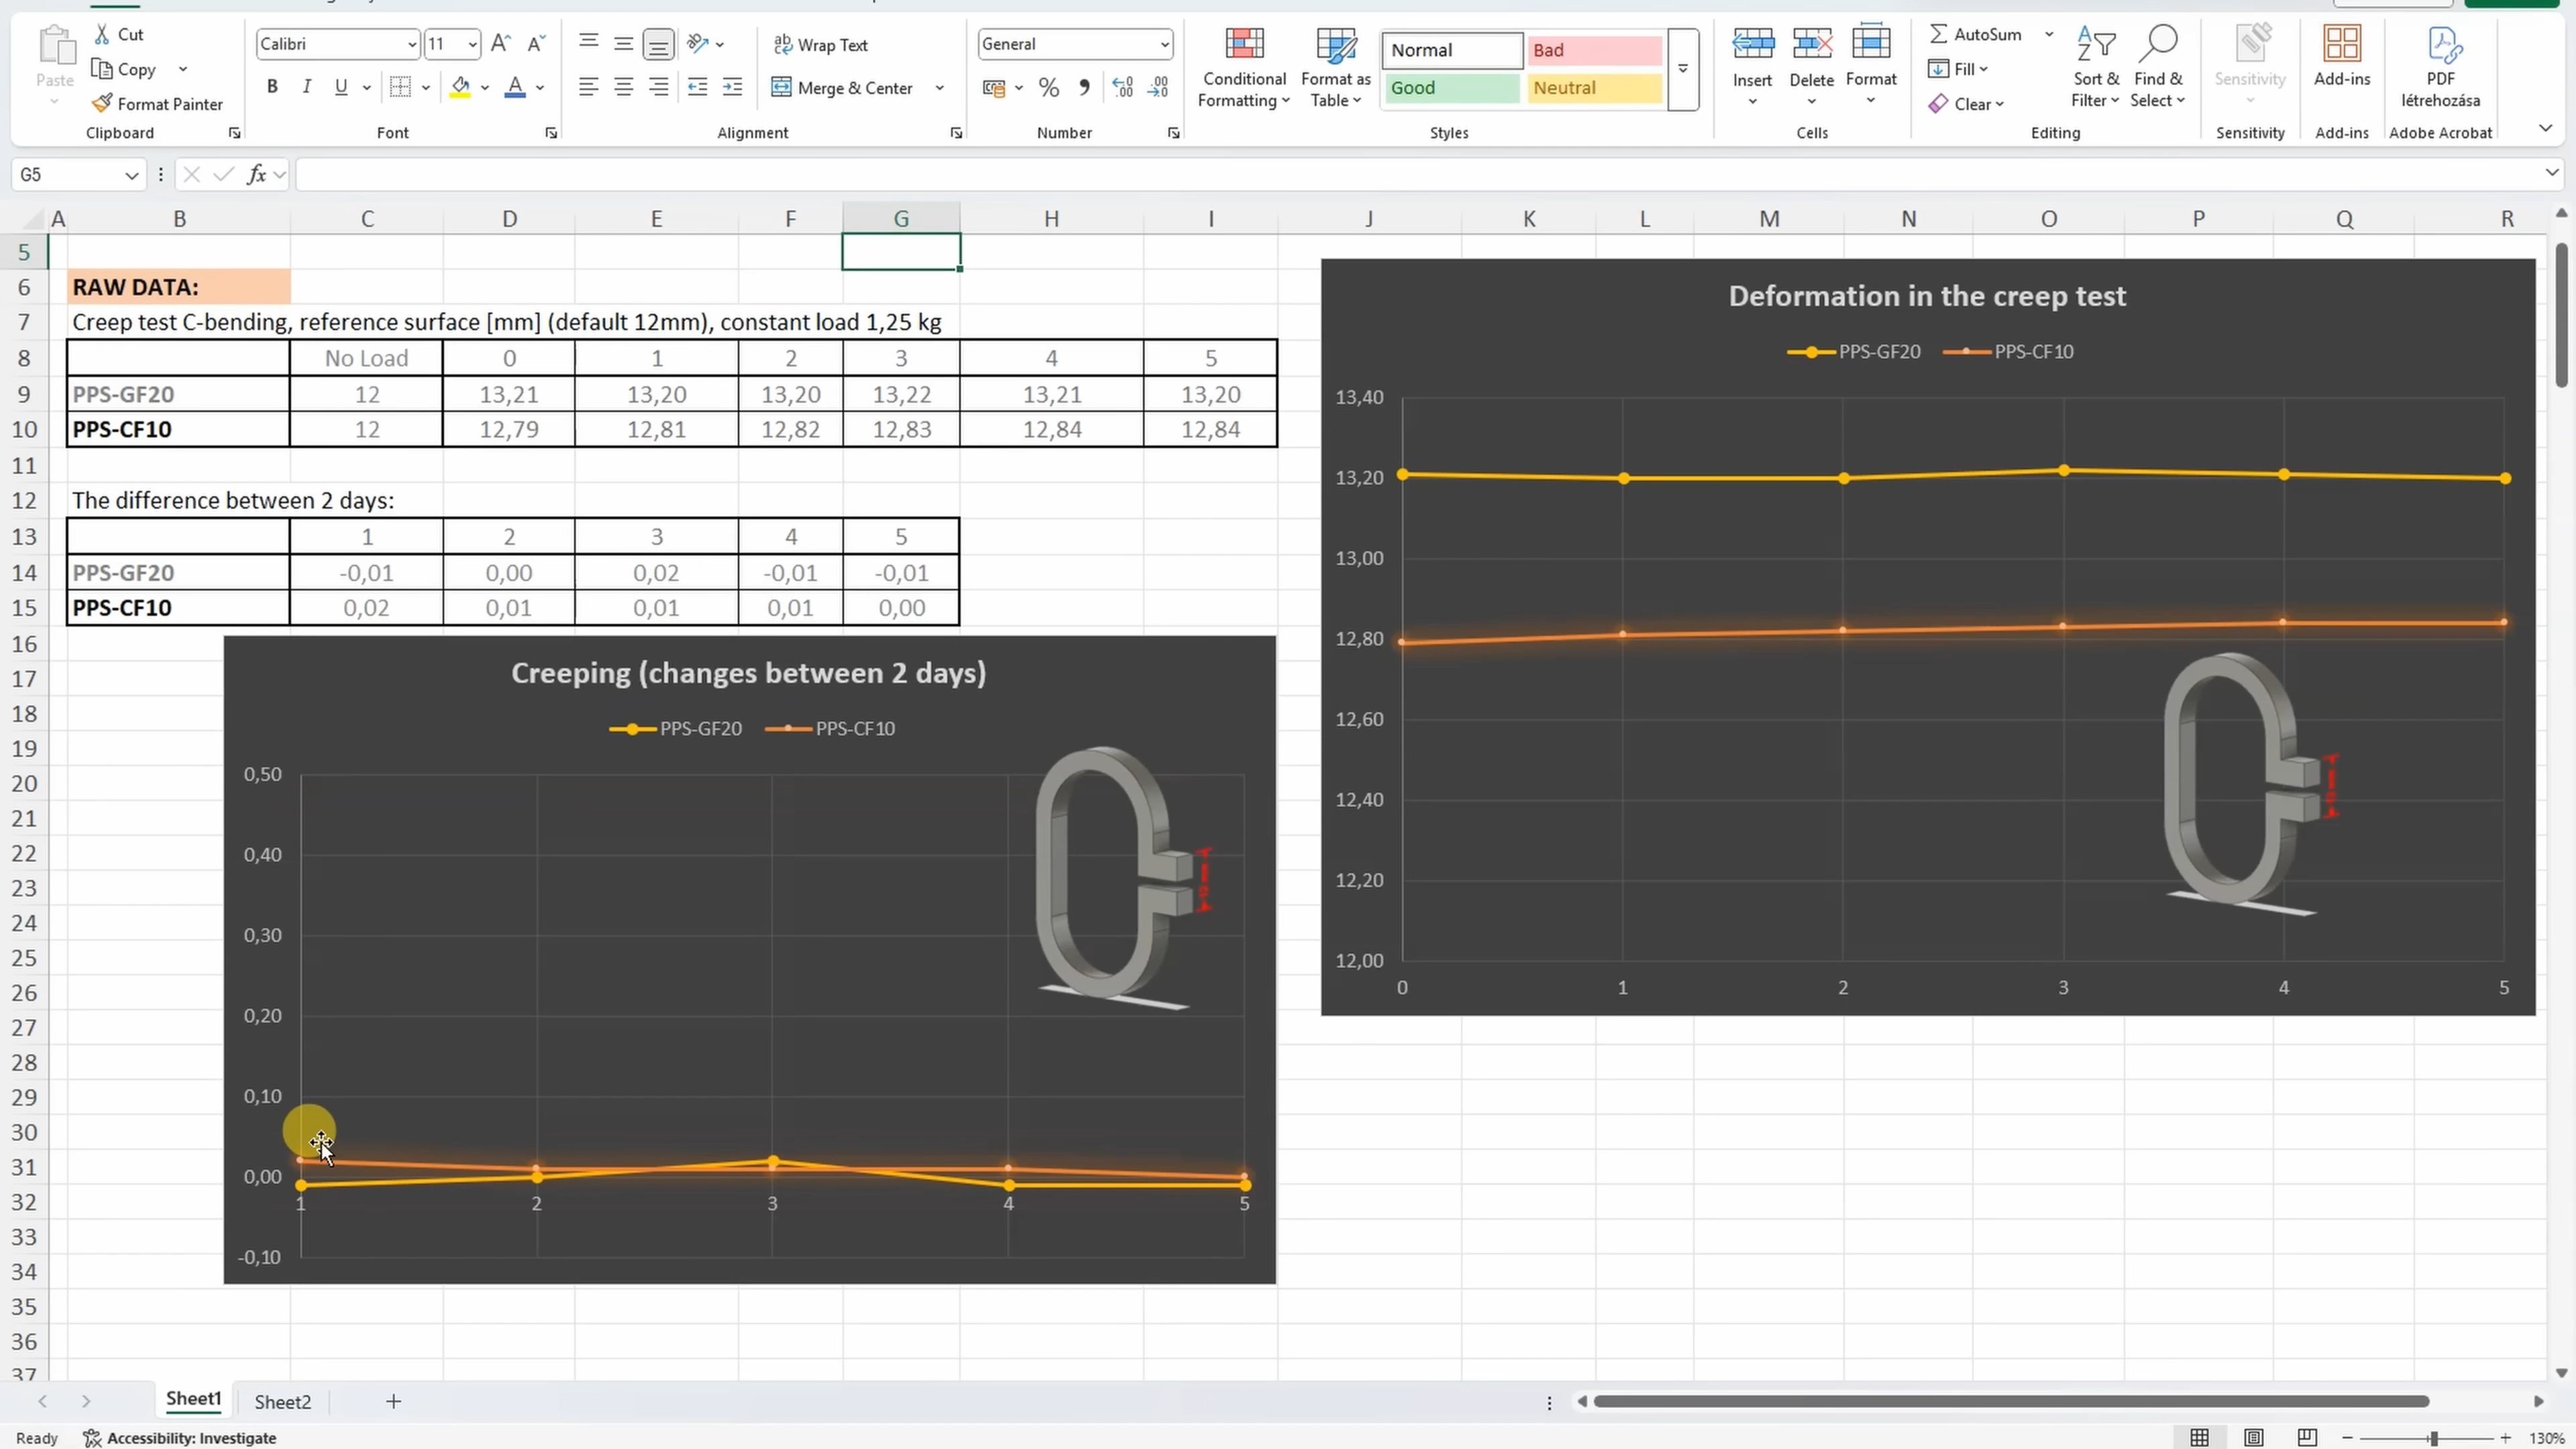 Cut
Paste
Copy
Format Painter
Clipboard
Calibri
11
B I U
A
Font
Wrap Text
Merge & Center
Alignment
General
%
Number
Conditional Formatting
Format as Table
Normal
Bad
Good
Neutral
Styles
Insert
Delete
Format
Cells
AutoSum
Fill
Clear
Sort & Filter
Find & Select
Editing
Sensitivity
Sensitivity
Add-ins
Add-ins
PDF létrehozása
Adobe Acrobat
G5
fx
A B C D E F G H I J K L M N O P Q R
5
6 RAW DATA:
7 Creep test C-bending, reference surface [mm] (default 12mm), constant load 1,25 kg
8 No Load 0 1 2 3 4 5
9 PPS-GF20 12 13,21 13,20 13,20 13,22 13,21 13,20
10 PPS-CF10 12 12,79 12,81 12,82 12,83 12,84 12,84
11
12 The difference between 2 days:
13 1 2 3 4 5
14 PPS-GF20 -0,01 0,00 0,02 -0,01 -0,01
15 PPS-CF10 0,02 0,01 0,01 0,01 0,00
16
17
18
19
20
21
22
23
24
25
26
27
28
29
30
31
32
33
34
35
36
37
Creeping (changes between 2 days)
PPS-GF20 PPS-CF10
0,50
0,40
0,30
0,20
0,10
0,00
1 2 3 4 5
-0,10
Deformation in the creep test
PPS-GF20 PPS-CF10
13,40
13,20
13,00
12,80
12,60
12,40
12,20
12,00
0 1 2 3 4 5
Sheet1 Sheet2
Ready Accessibility: Investigate
130%